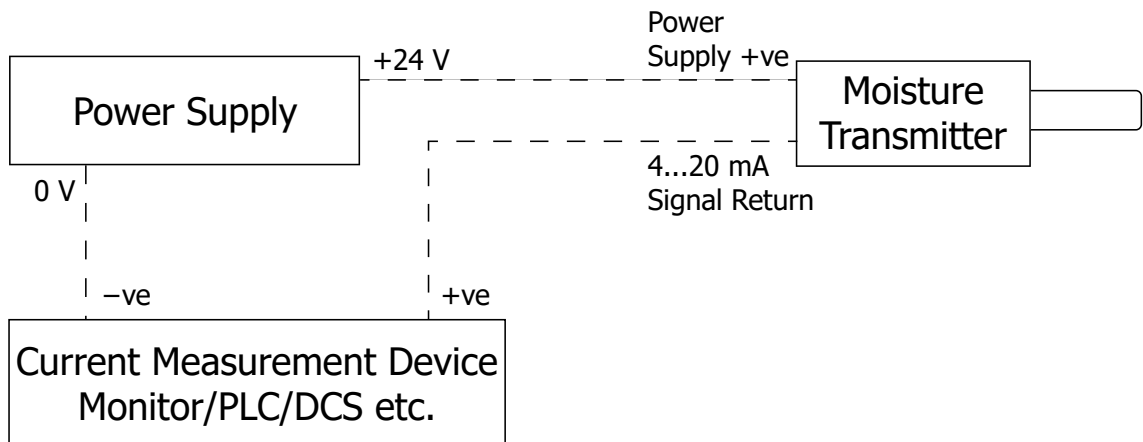 Power Supply
+24 V
Power
Supply +ve
Moisture
Transmitter
4...20 mA
Signal Return
0 V
−ve
+ve
Current Measurement Device
Monitor/PLC/DCS etc.